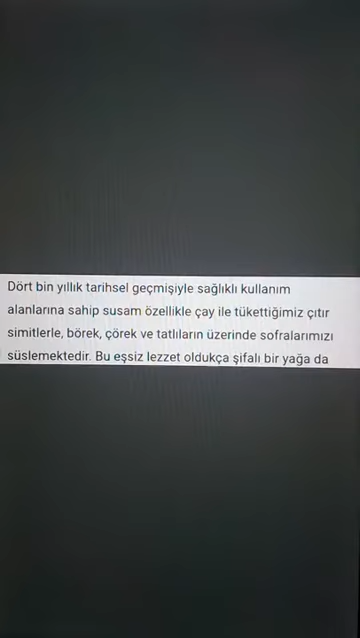 Dört bin yıllık tarihsel geçmişiyle sağlıklı kullanım
alanlarına sahip susam özellikle çay ile tükettiğimiz çıtır
simitlerle, börek, çörek ve tatlıların üzerinde sofralarımızı
süslemektedir. Bu eşsiz lezzet oldukça şifalı bir yağa da